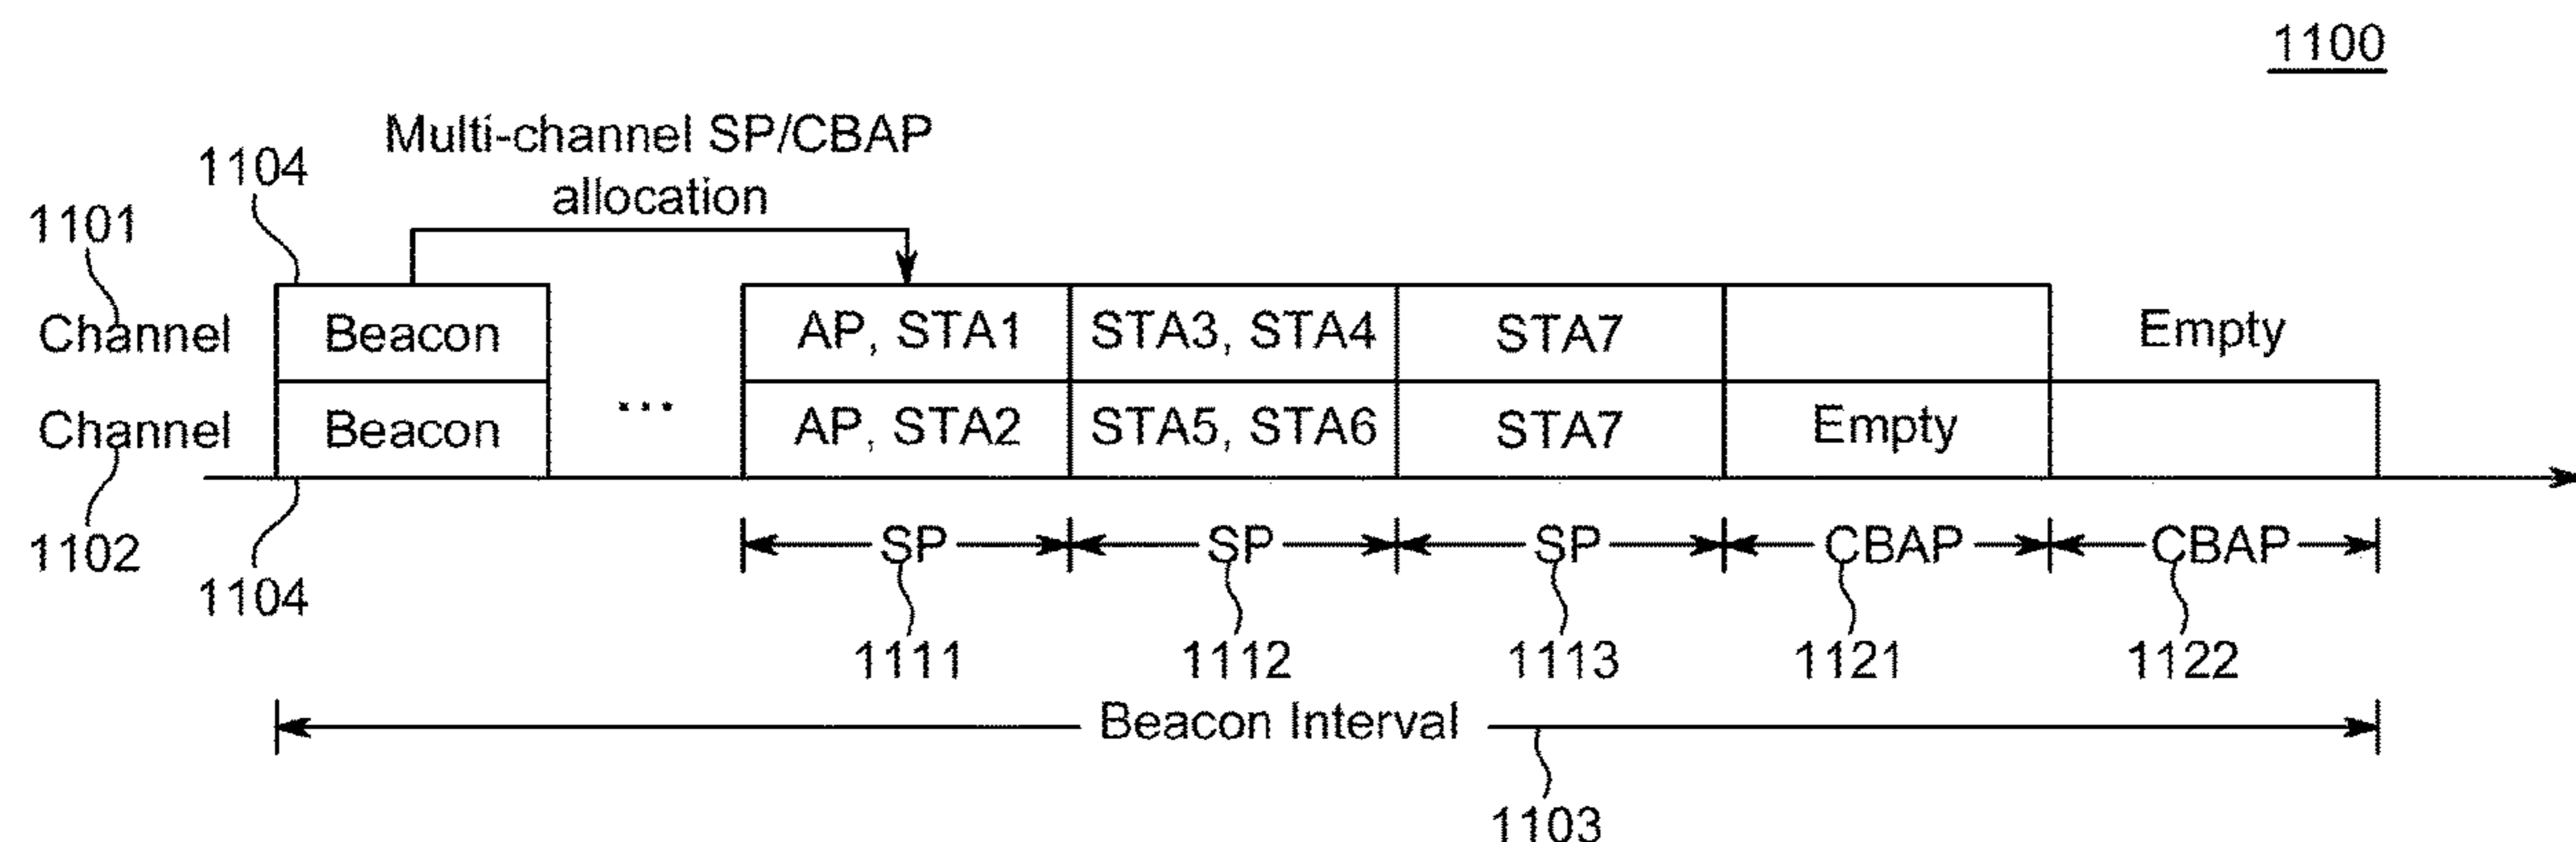 1100
Multi-channel SP/CBAP
allocation
1104
1101
Channel Beacon AP, STA1 STA3, STA4 STA7 Empty
Channel Beacon ... AP, STA2 STA5, STA6 STA7 Empty
1102
1104
SP SP SP CBAP CBAP
1111 1112 1113 1121 1122
Beacon Interval
1103